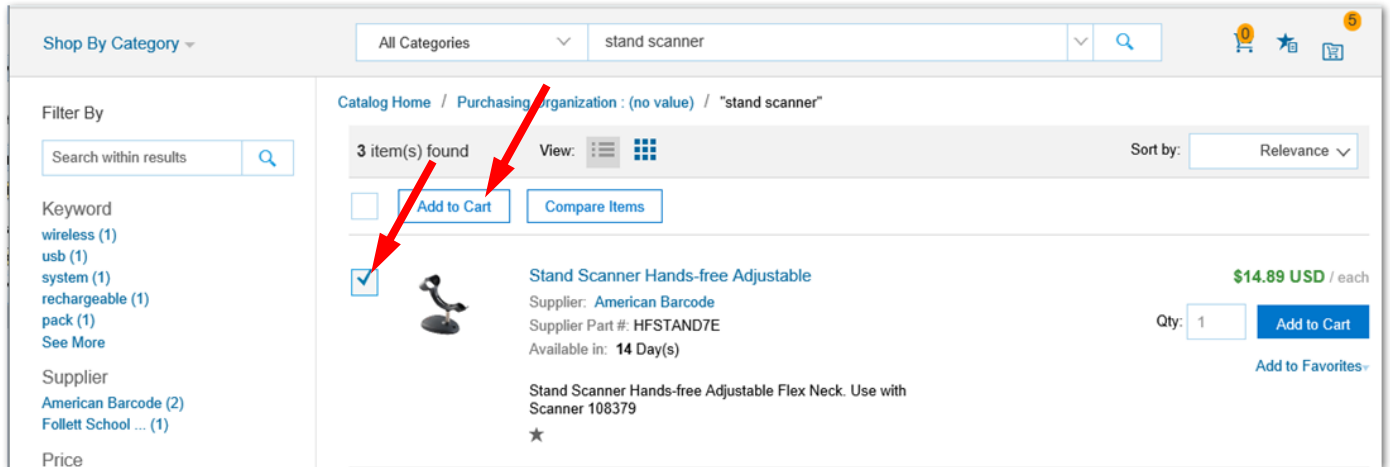 Shop By Category
All Categories
stand scanner
0
5
Filter By
Search within results
Keyword
wireless (1)
usb (1)
system (1)
rechargeable (1)
pack (1)
See More
Supplier
American Barcode (2)
Follett School ... (1)
Price
Catalog Home / Purchasing Organization : (no value) / "stand scanner"
3 item(s) found View: Sort by: Relevance
Add to Cart Compare Items
Stand Scanner Hands-free Adjustable
Supplier: American Barcode
Supplier Part #: HFSTAND7E
Available in: 14 Day(s)
Stand Scanner Hands-free Adjustable Flex Neck. Use with
Scanner 108379
$14.89 USD / each
Qty: 1 Add to Cart
Add to Favorites